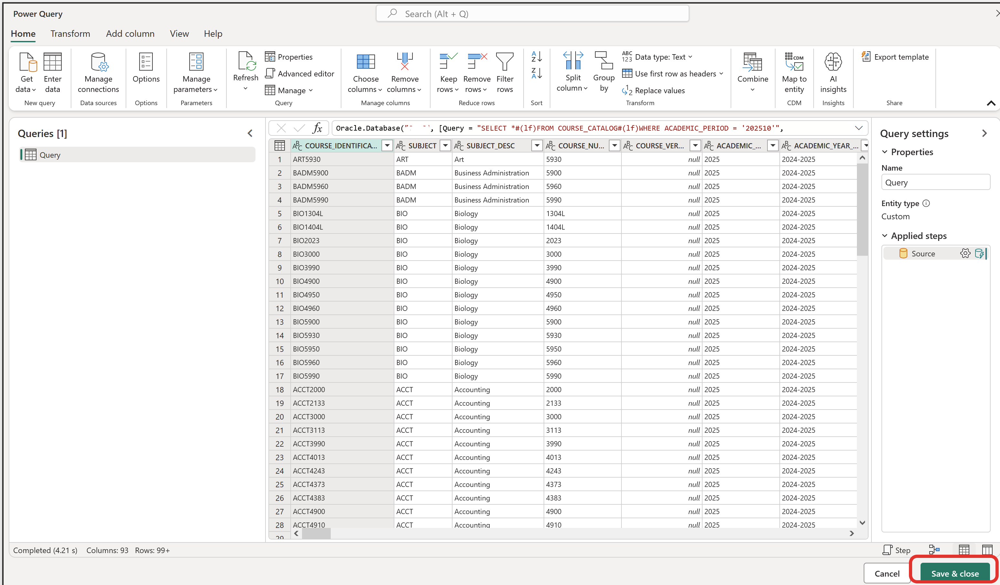 Power Query
Search (Alt + Q)
Home Transform Add column View Help
Get data Enter data
New query
Manage connections
Data sources
Options
Options
Manage parameters
Parameters
Refresh
Properties
Advanced editor
Manage
Query
Choose columns Remove columns
Manage columns
Keep rows Remove rows Filter rows
Reduce rows
Sort
Split column Group by
Data type: Text
Use first row as headers
Replace values
Transform
Combine
Map to entity
CDM
AI insights
Insights
Export template
Share
Queries [1]
Query
Oracle.Database(" ", [Query = "SELECT *#(lf)FROM COURSE_CATALOG#(lf)WHERE ACADEMIC_PERIOD = '202510'",
COURSE_IDENTIFICA... SUBJECT SUBJECT_DESC COURSE_NU... COURSE_VER... ACADEMIC_... ACADEMIC_YEAR_...
1 ART5930 ART Art 5930 null 2025 2024-2025
2 BADM5900 BADM Business Administration 5900 null 2025 2024-2025
3 BADM5960 BADM Business Administration 5960 null 2025 2024-2025
4 BADM5990 BADM Business Administration 5990 null 2025 2024-2025
5 BIO1304L BIO Biology 1304L null 2025 2024-2025
6 BIO1404L BIO Biology 1404L null 2025 2024-2025
7 BIO2023 BIO Biology 2023 null 2025 2024-2025
8 BIO3000 BIO Biology 3000 null 2025 2024-2025
9 BIO3990 BIO Biology 3990 null 2025 2024-2025
10 BIO4900 BIO Biology 4900 null 2025 2024-2025
11 BIO4950 BIO Biology 4950 null 2025 2024-2025
12 BIO4960 BIO Biology 4960 null 2025 2024-2025
13 BIO5900 BIO Biology 5900 null 2025 2024-2025
14 BIO5930 BIO Biology 5930 null 2025 2024-2025
15 BIO5950 BIO Biology 5950 null 2025 2024-2025
16 BIO5960 BIO Biology 5960 null 2025 2024-2025
17 BIO5990 BIO Biology 5990 null 2025 2024-2025
18 ACCT2000 ACCT Accounting 2000 null 2025 2024-2025
19 ACCT2133 ACCT Accounting 2133 null 2025 2024-2025
20 ACCT3000 ACCT Accounting 3000 null 2025 2024-2025
21 ACCT3113 ACCT Accounting 3113 null 2025 2024-2025
22 ACCT3990 ACCT Accounting 3990 null 2025 2024-2025
23 ACCT4013 ACCT Accounting 4013 null 2025 2024-2025
24 ACCT4243 ACCT Accounting 4243 null 2025 2024-2025
25 ACCT4373 ACCT Accounting 4373 null 2025 2024-2025
26 ACCT4383 ACCT Accounting 4383 null 2025 2024-2025
27 ACCT4900 ACCT Accounting 4900 null 2025 2024-2025
28 ACCT4910 ACCT Accounting 4910 null 2025 2024-2025
29
Query settings
Properties
Name
Query
Entity type
Custom
Applied steps
Source
Completed (4.21 s) Columns: 93 Rows: 99+
Step
Cancel
Save & close